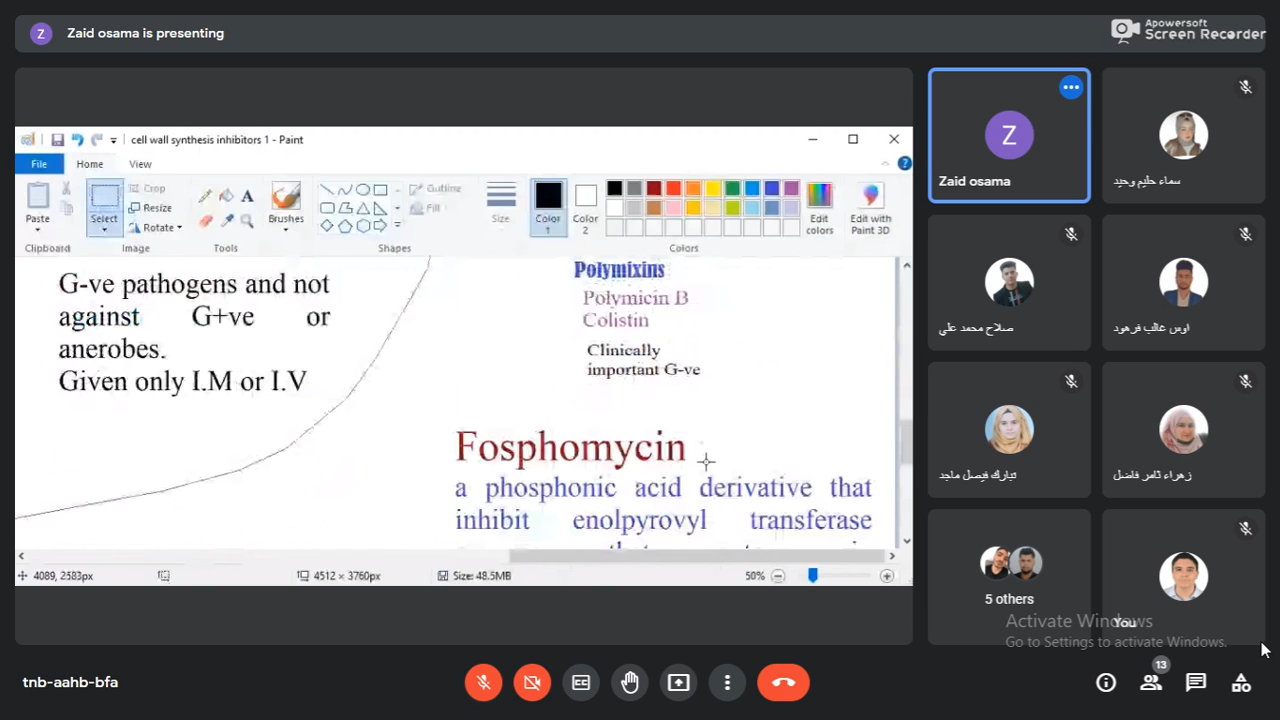 Z
Zaid osama is presenting
Apowersoft
Screen Recorder
cell wall synthesis inhibitors 1 - Paint
File
Home
View
Paste
Select
Crop
Resize
Rotate
A
Brushes
Outline
Fill
Size
Color
1
Color
2
Edit
colors
Edit with
Paint 3D
Clipboard
Image
Tools
Shapes
Colors
G-ve pathogens and not
against G+ve or
anerobes.
Given only I.M or I.V
Polymixins
Polymicin B
Colistin
Clinically
important G-ve
Fosphomycin
a phosphonic acid derivative that
inhibit enolpyrovyl transferase
4089, 2583px
4512 × 3760px
Size: 48.5MB
50%
Z
Zaid osama
سماء حليم وحيد
صلاح محمد علي
اوس غالب فرهود
تبارك فيصل ماجد
زهراء ثامر فاضل
5 others
You
Activate Windows
Go to Settings to activate Windows.
tnb-aahb-bfa
13